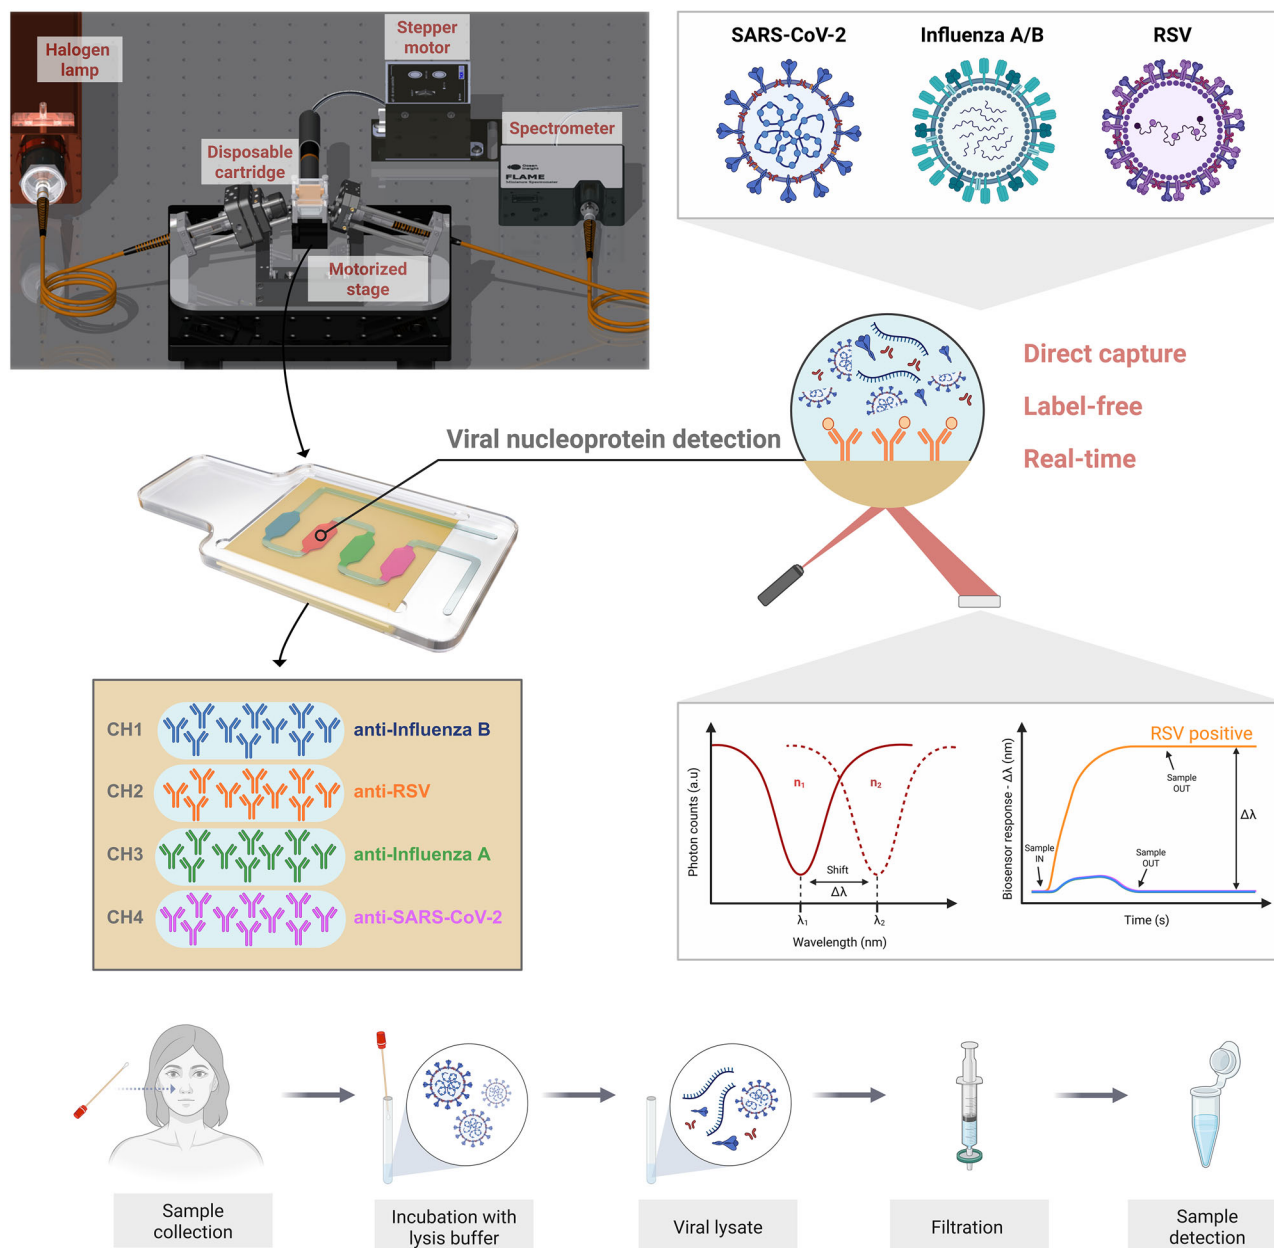 Halogen
lamp
Stepper
motor
Disposable
cartridge
Spectrometer
FLAME
Motorized
stage
SARS-CoV-2
Influenza A/B
RSV
Direct capture
Label-free
Real-time
Viral nucleoprotein detection
CH1 anti-Influenza B
CH2 anti-RSV
CH3 anti-Influenza A
CH4 anti-SARS-CoV-2
Photon counts (a.u)
n₁
n₂
Shift
Δλ
λ₁
λ₂
Wavelength (nm)
Biosensor response - Δλ (nm)
RSV positive
Sample
OUT
Δλ
Sample
IN
Sample
OUT
Time (s)
Sample
collection
Incubation with
lysis buffer
Viral lysate
Filtration
Sample
detection